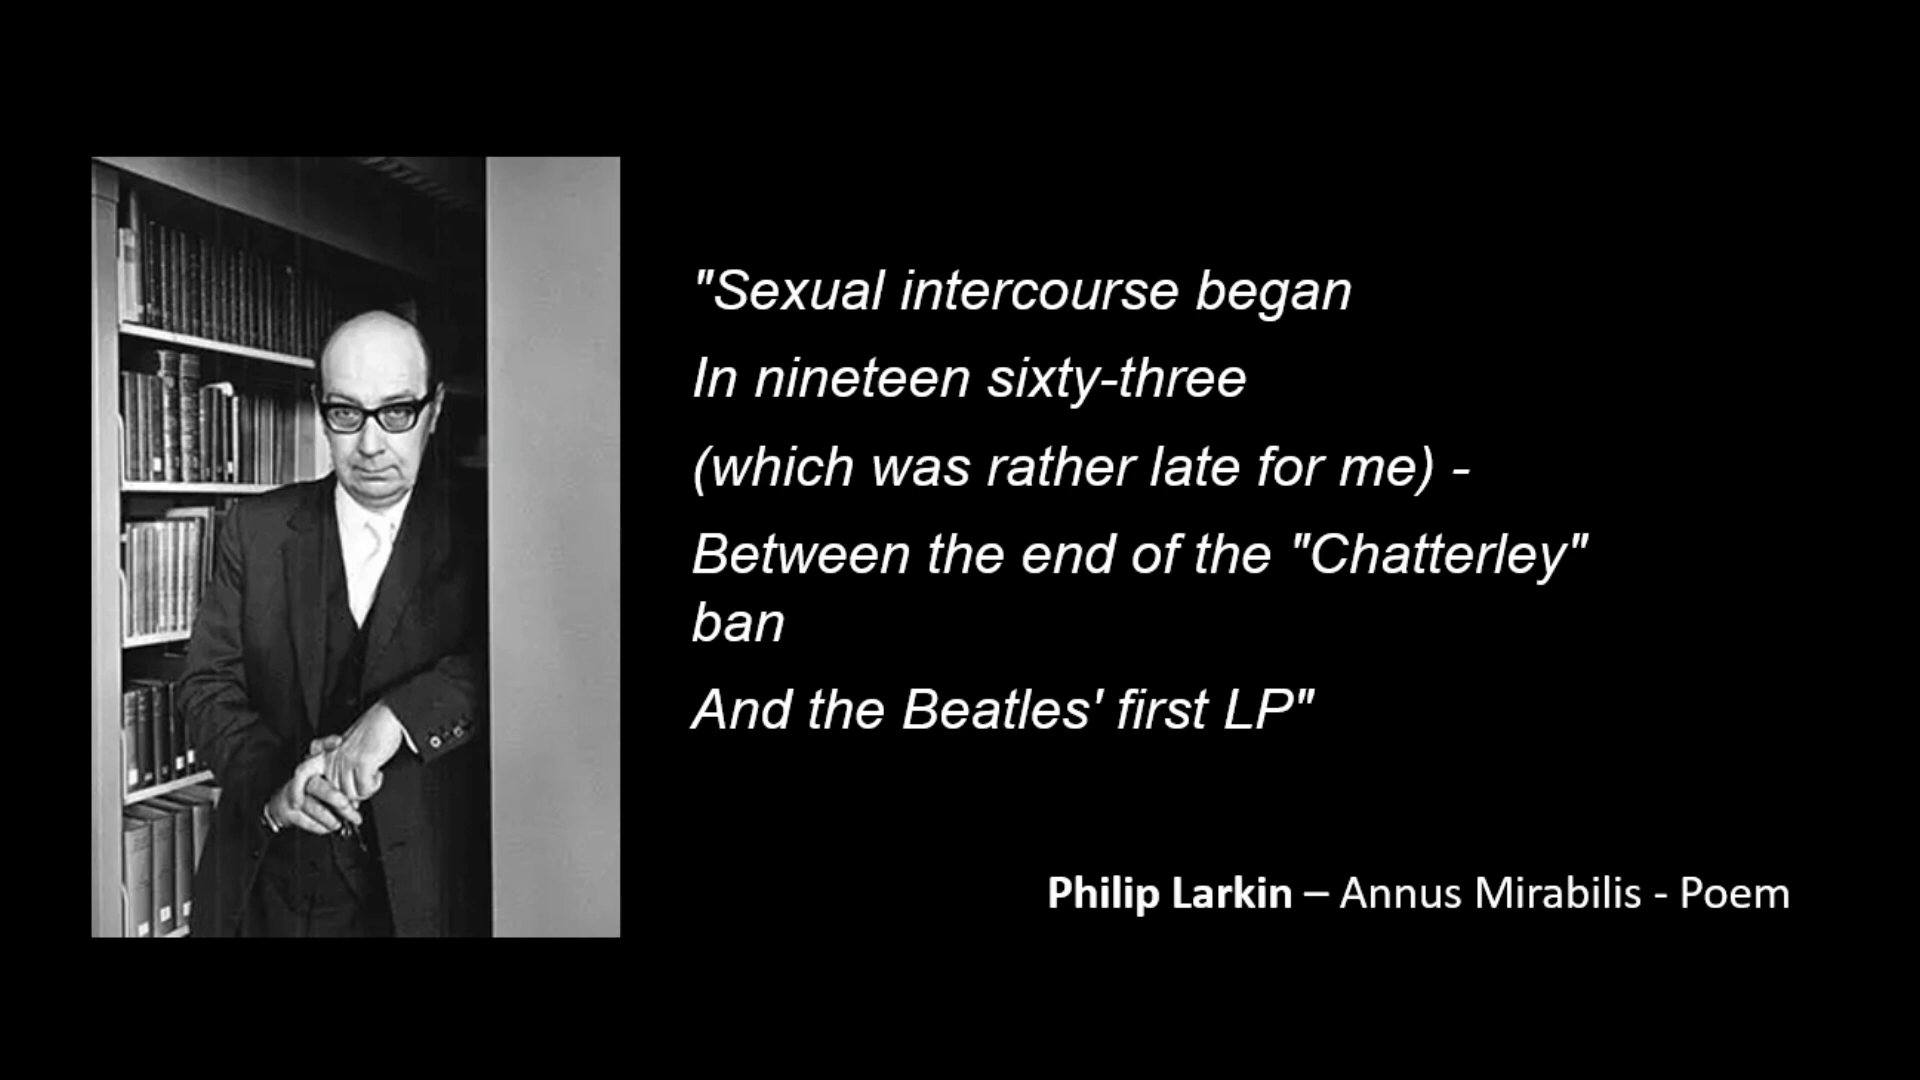 "Sexual intercourse began
In nineteen sixty-three
(which was rather late for me) -
Between the end of the "Chatterley"
ban
And the Beatles' first LP"
Philip Larkin – Annus Mirabilis - Poem